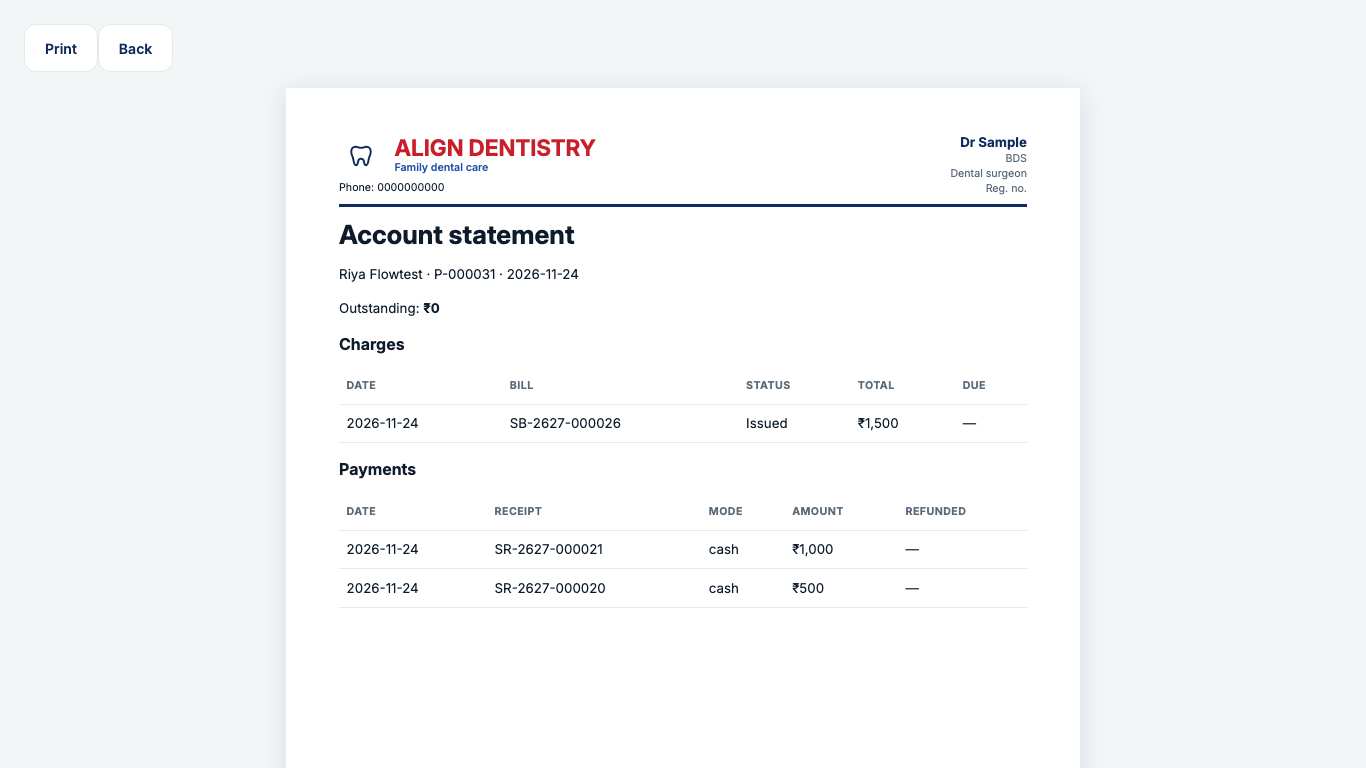 Print Back
ALIGN DENTISTRY
Family dental care
Phone: 0000000000
Dr Sample
BDS
Dental surgeon
Reg. no.
Account statement
Riya Flowtest · P-000031 · 2026-11-24
Outstanding: ₹0
Charges
DATE BILL STATUS TOTAL DUE
2026-11-24 SB-2627-000026 Issued ₹1,500 —
Payments
DATE RECEIPT MODE AMOUNT REFUNDED
2026-11-24 SR-2627-000021 cash ₹1,000 —
2026-11-24 SR-2627-000020 cash ₹500 —